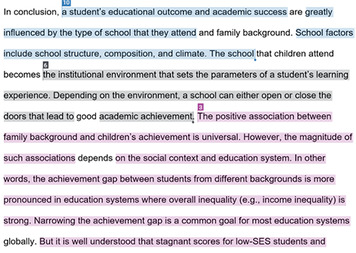 10
In conclusion, a student's educational outcome and academic success are greatly
influenced by the type of school that they attend and family background. School factors
include school structure, composition, and climate. The school that children attend
6
becomes the institutional environment that sets the parameters of a student's learning
experience. Depending on the environment, a school can either open or close the
3
doors that lead to good academic achievement. The positive association between
family background and children's achievement is universal. However, the magnitude of
such associations depends on the social context and education system. In other
words, the achievement gap between students from different backgrounds is more
pronounced in education systems where overall inequality (e.g., income inequality) is
strong. Narrowing the achievement gap is a common goal for most education systems
globally. But it is well understood that stagnant scores for low-SES students and